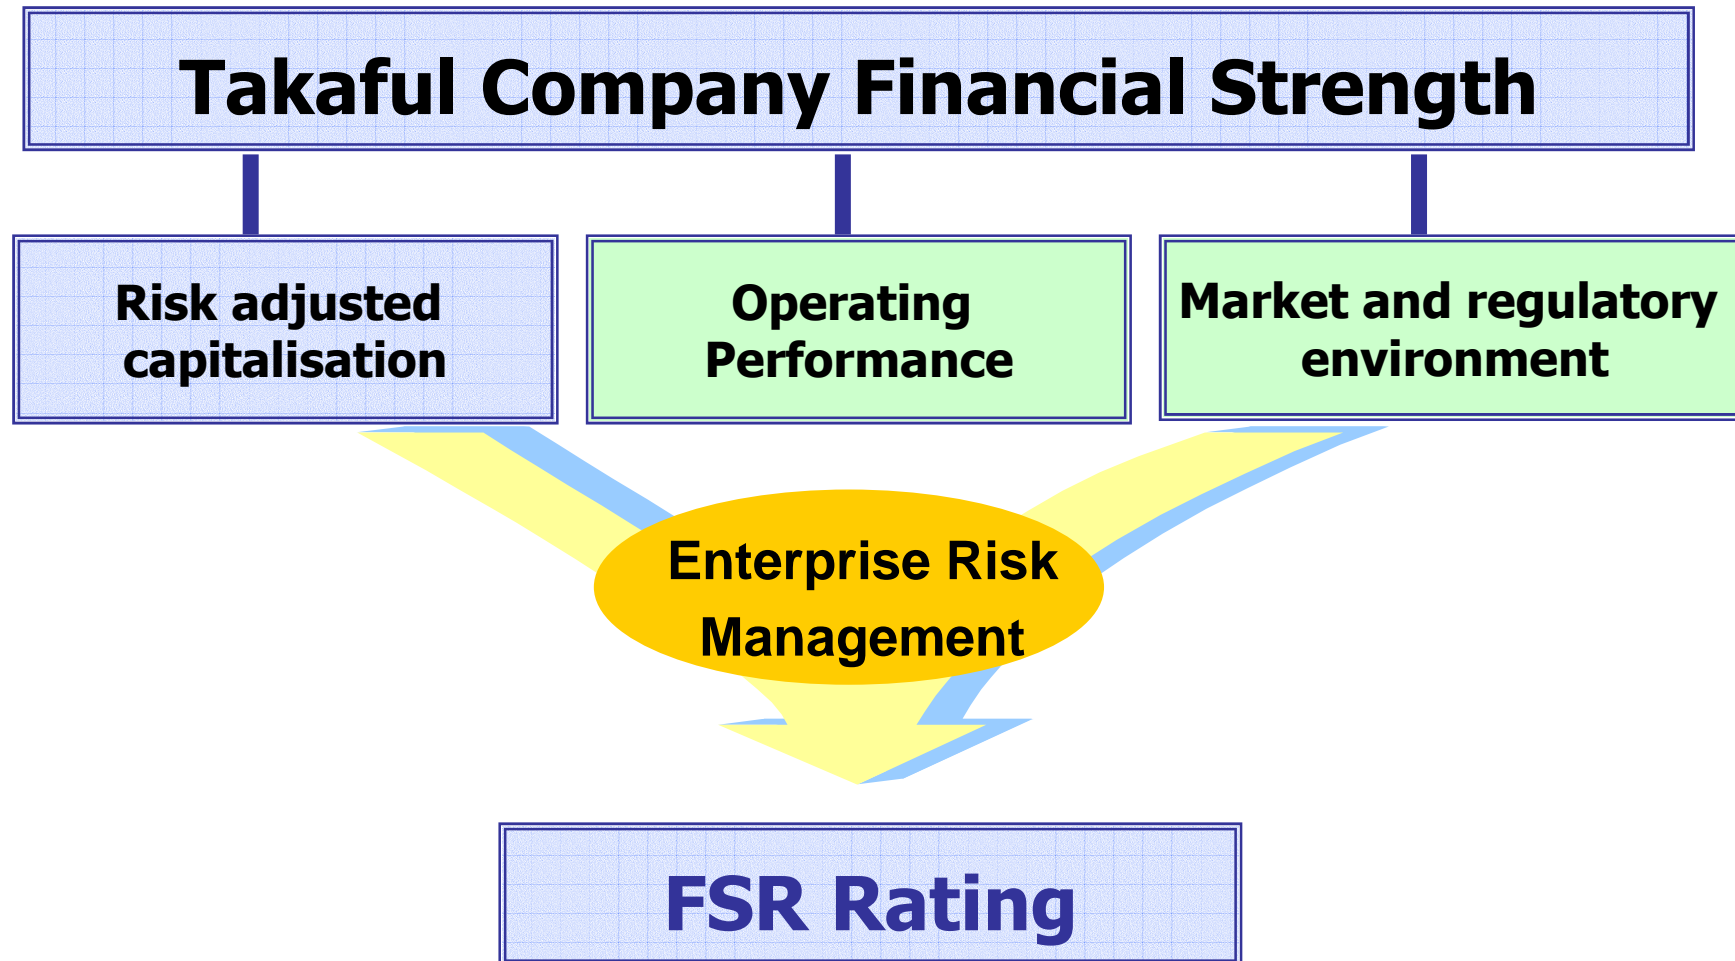 Takaful Company Financial Strength
Risk adjusted
capitalisation
Operating
Performance
Market and regulatory
environment
Enterprise Risk
Management
FSR Rating